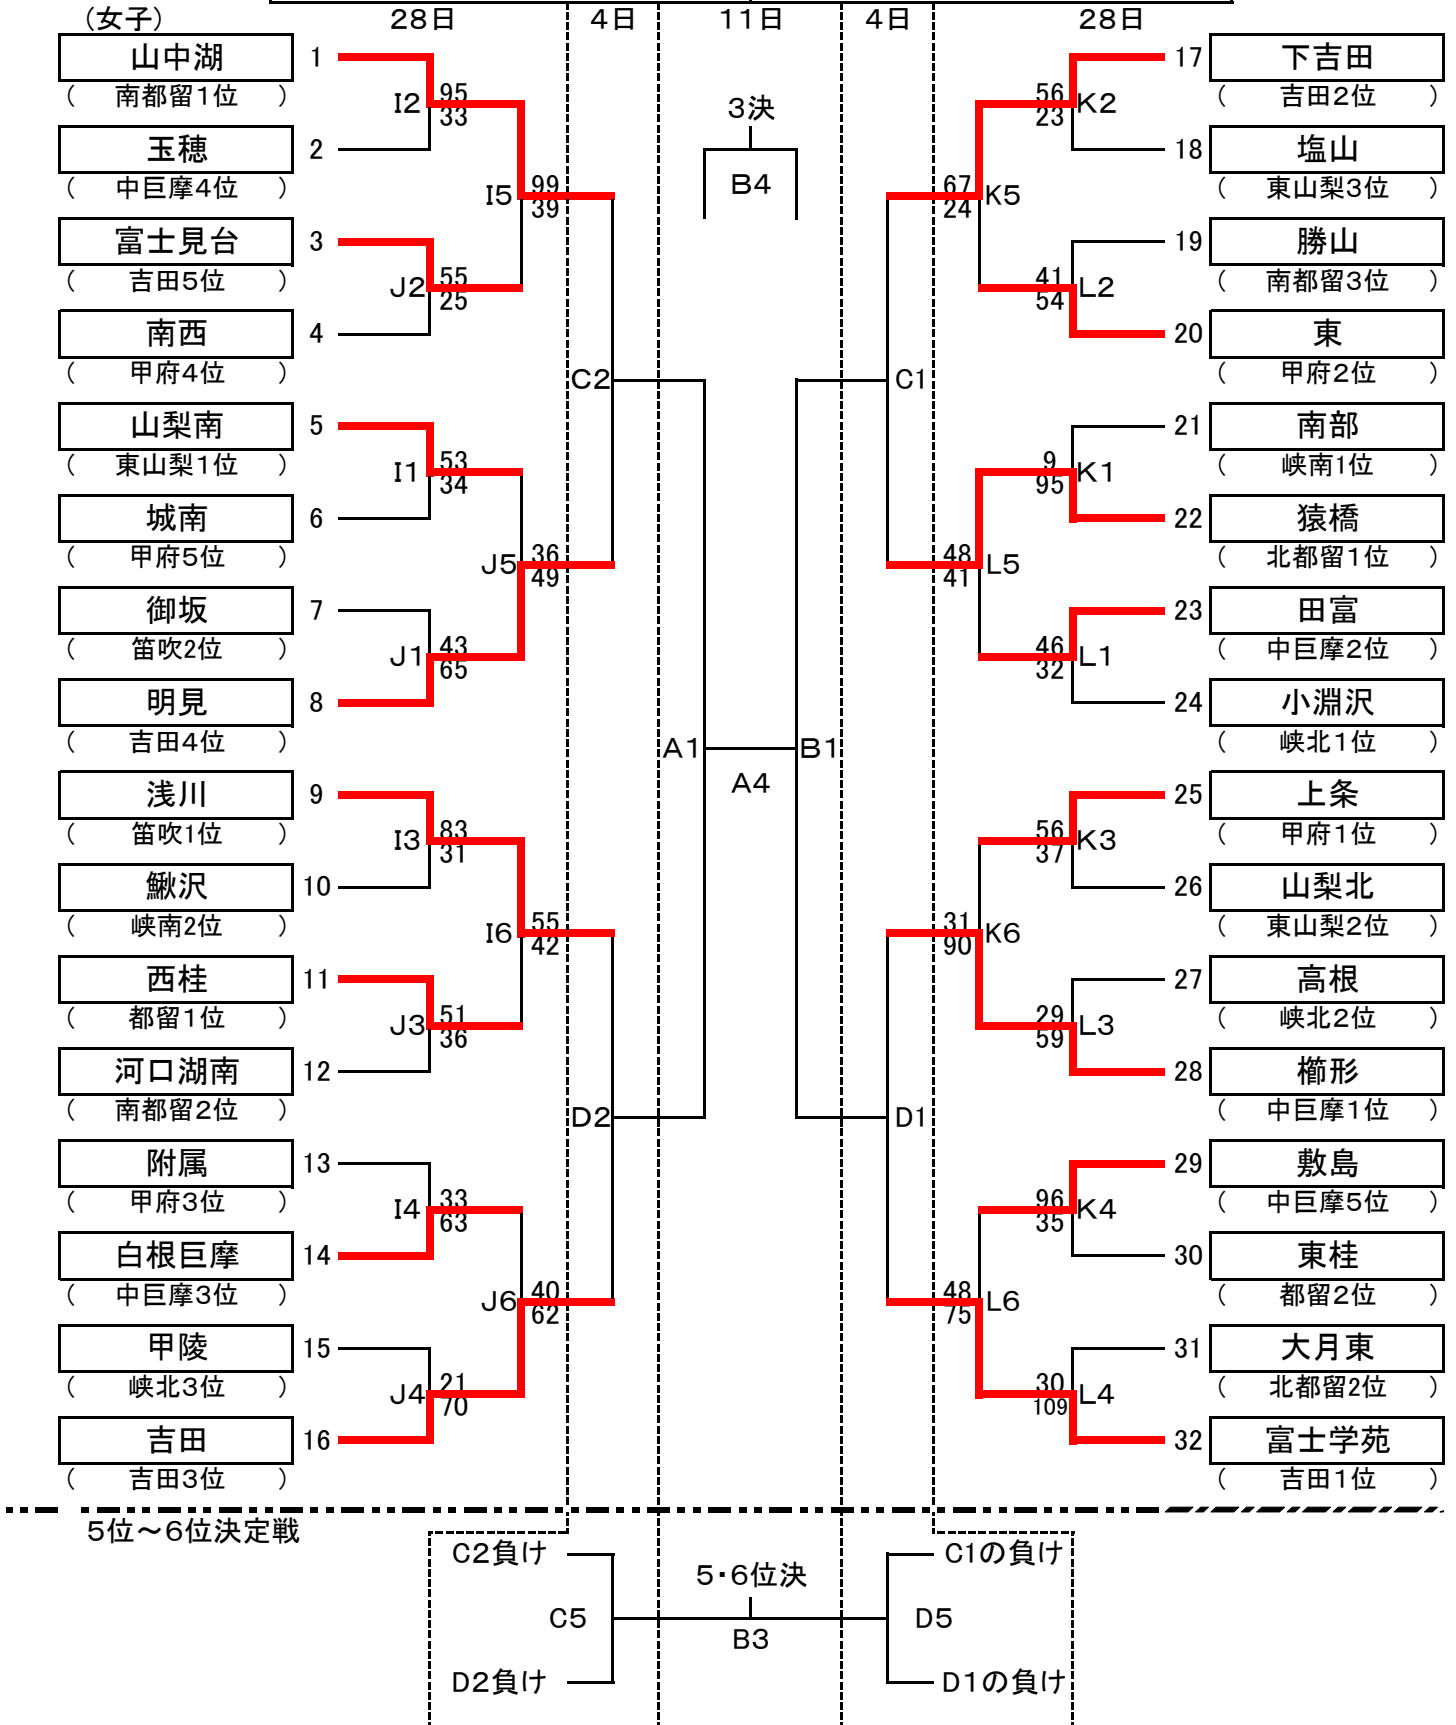 (女子) 28日 4日 11日 4日 28日
山中湖 1 17 下吉田
( 南都留1位 ) I2 95 33 3決 56 23 K2 ( 吉田2位 )
玉穂 2 18 塩山
( 中巨摩4位 ) I5 99 39 B4 67 24 K5 ( 東山梨3位 )
富士見台 3 19 勝山
( 吉田5位 ) J2 55 25 41 54 L2 ( 南都留3位 )
南西 4 20 東
( 甲府4位 ) C2 C1 ( 甲府2位 )
山梨南 5 21 南部
( 東山梨1位 ) I1 53 34 9 95 K1 ( 峡南1位 )
城南 6 22 猿橋
( 甲府5位 ) J5 36 49 48 41 L5 ( 北都留1位 )
御坂 7 23 田富
( 笛吹2位 ) J1 43 65 46 32 L1 ( 中巨摩2位 )
明見 8 24 小淵沢
( 吉田4位 ) A1 A4 B1 ( 峡北1位 )
浅川 9 25 上条
( 笛吹1位 ) I3 83 31 56 37 K3 ( 甲府1位 )
鰍沢 10 26 山梨北
( 峡南2位 ) I6 55 42 31 90 K6 ( 東山梨2位 )
西桂 11 27 高根
( 都留1位 ) J3 51 36 29 59 L3 ( 峡北2位 )
河口湖南 12 28 櫛形
( 南都留2位 ) D2 D1 ( 中巨摩1位 )
附属 13 29 敷島
( 甲府3位 ) I4 33 63 96 35 K4 ( 中巨摩5位 )
白根巨摩 14 30 東桂
( 中巨摩3位 ) J6 40 62 48 75 L6 ( 都留2位 )
甲陵 15 31 大月東
( 峡北3位 ) J4 21 70 30 109 L4 ( 北都留2位 )
吉田 16 32 富士学苑
( 吉田3位 ) ( 吉田1位 )
5位～6位決定戦
C2負け C1の負け
5・6位決
C5 B3 D5
D2負け D1の負け